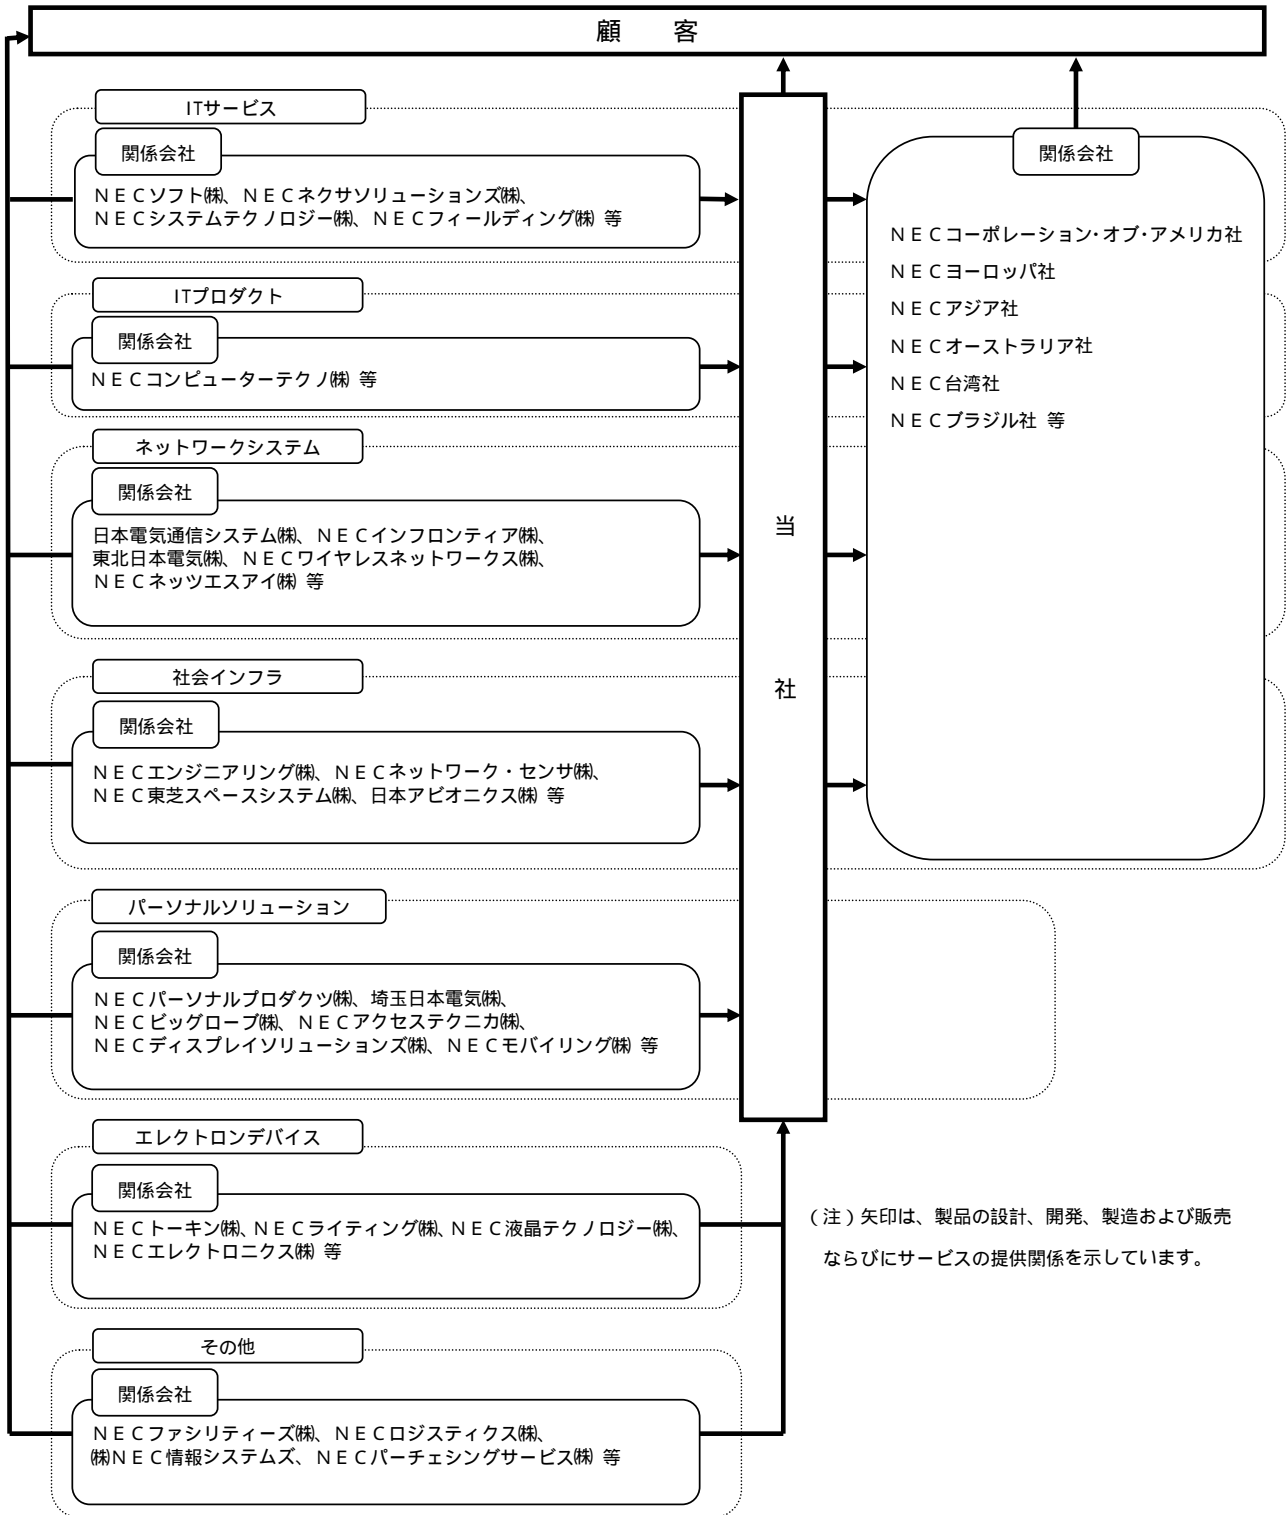 顧　　客
ITサービス
関係会社
ＮＥＣソフト㈱、ＮＥＣネクサソリューションズ㈱、
ＮＥＣシステムテクノロジー㈱、ＮＥＣフィールディング㈱ 等
ITプロダクト
関係会社
ＮＥＣコンピューターテクノ㈱ 等
ネットワークシステム
関係会社
日本電気通信システム㈱、ＮＥＣインフロンティア㈱、
東北日本電気㈱、ＮＥＣワイヤレスネットワークス㈱、
ＮＥＣネッツエスアイ㈱ 等
社会インフラ
関係会社
ＮＥＣエンジニアリング㈱、ＮＥＣネットワーク・センサ㈱、
ＮＥＣ東芝スペースシステム㈱、日本アビオニクス㈱ 等
パーソナルソリューション
関係会社
ＮＥＣパーソナルプロダクツ㈱、埼玉日本電気㈱、
ＮＥＣビッグローブ㈱、ＮＥＣアクセステクニカ㈱、
ＮＥＣディスプレイソリューションズ㈱、ＮＥＣモバイリング㈱ 等
エレクトロンデバイス
関係会社
ＮＥＣトーキン㈱、ＮＥＣライティング㈱、ＮＥＣ液晶テクノロジー㈱、
ＮＥＣエレクトロニクス㈱ 等
その他
関係会社
ＮＥＣファシリティーズ㈱、ＮＥＣロジスティクス㈱、
㈱ＮＥＣ情報システムズ、ＮＥＣパーチェシングサービス㈱ 等
当
社
関係会社
ＮＥＣコーポレーション・オブ・アメリカ社
ＮＥＣヨーロッパ社
ＮＥＣアジア社
ＮＥＣオーストラリア社
ＮＥＣ台湾社
ＮＥＣブラジル社 等
（注）矢印は、製品の設計、開発、製造および販売
ならびにサービスの提供関係を示しています。